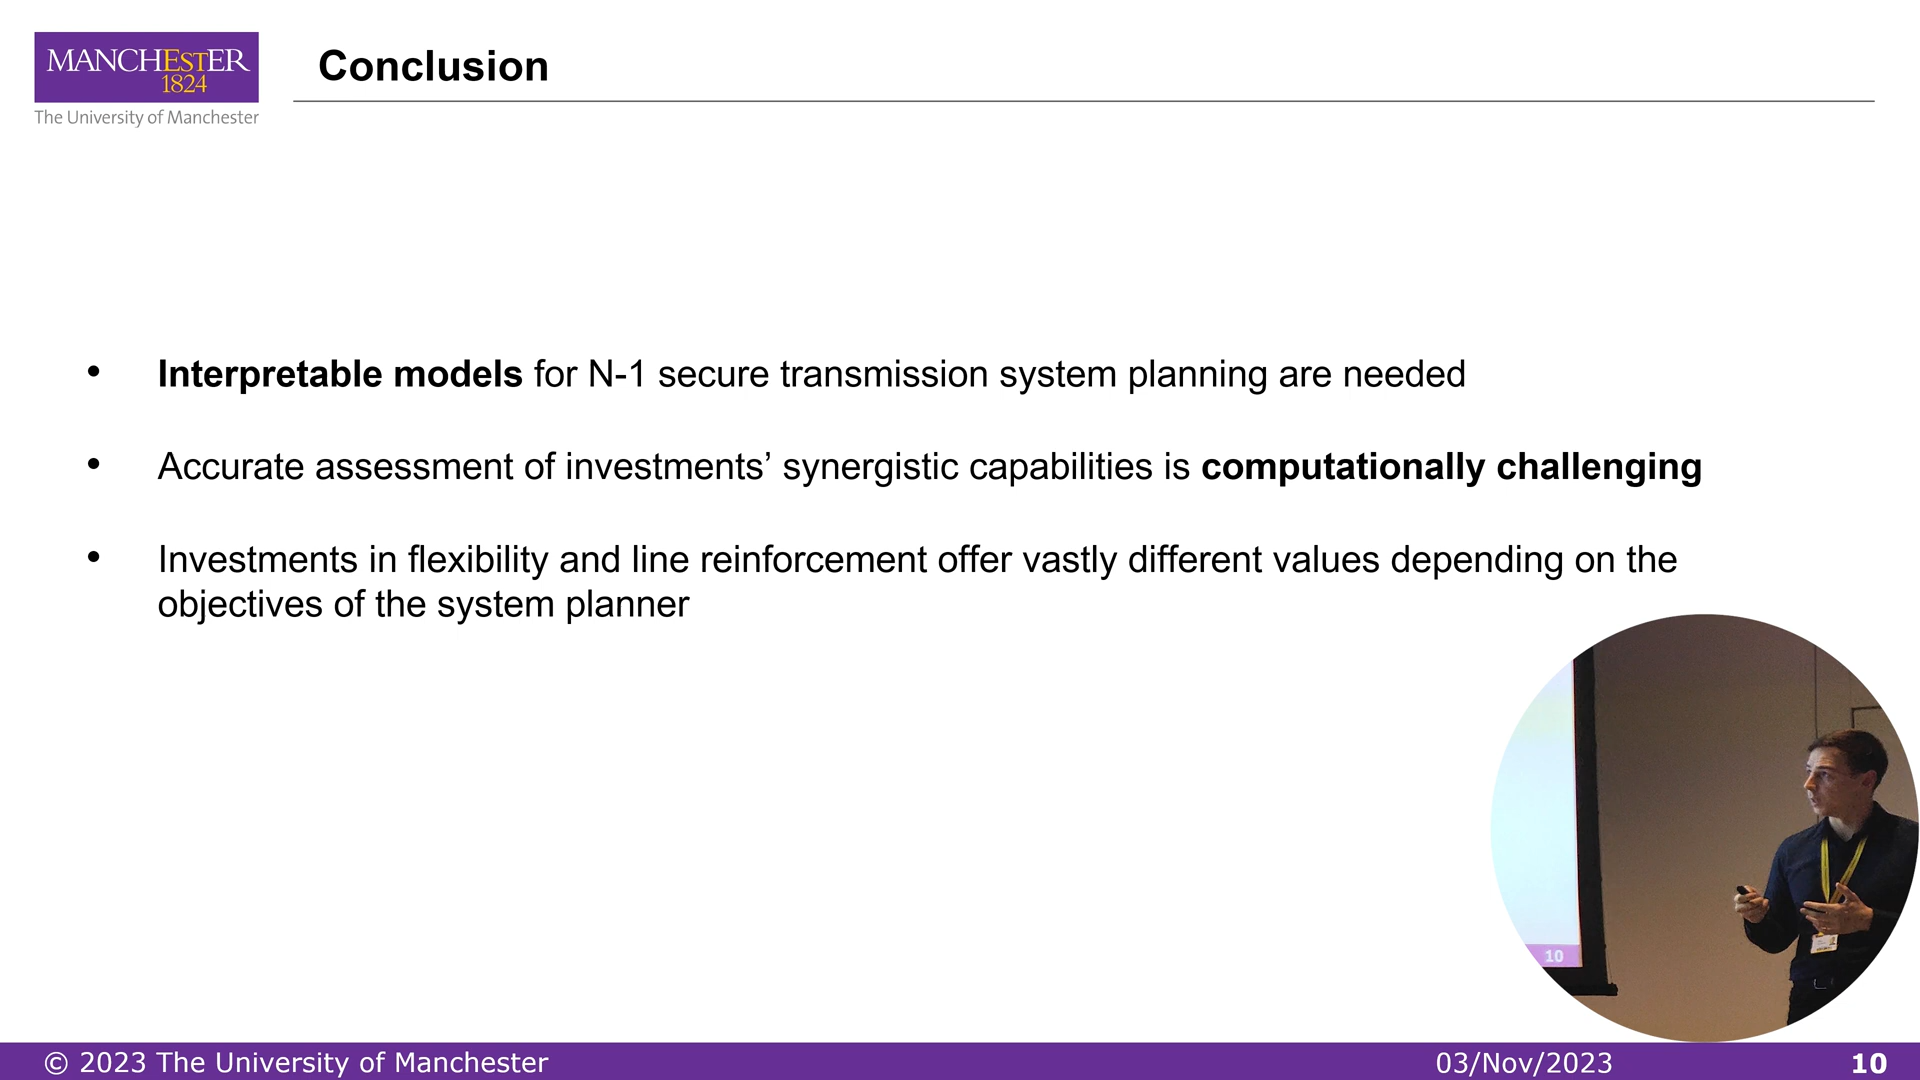 MANCHESTER
1824
The University of Manchester
Conclusion
• Interpretable models for N-1 secure transmission system planning are needed
• Accurate assessment of investments’ synergistic capabilities is computationally challenging
• Investments in flexibility and line reinforcement offer vastly different values depending on the
objectives of the system planner
10
© 2023 The University of Manchester
03/Nov/2023
10